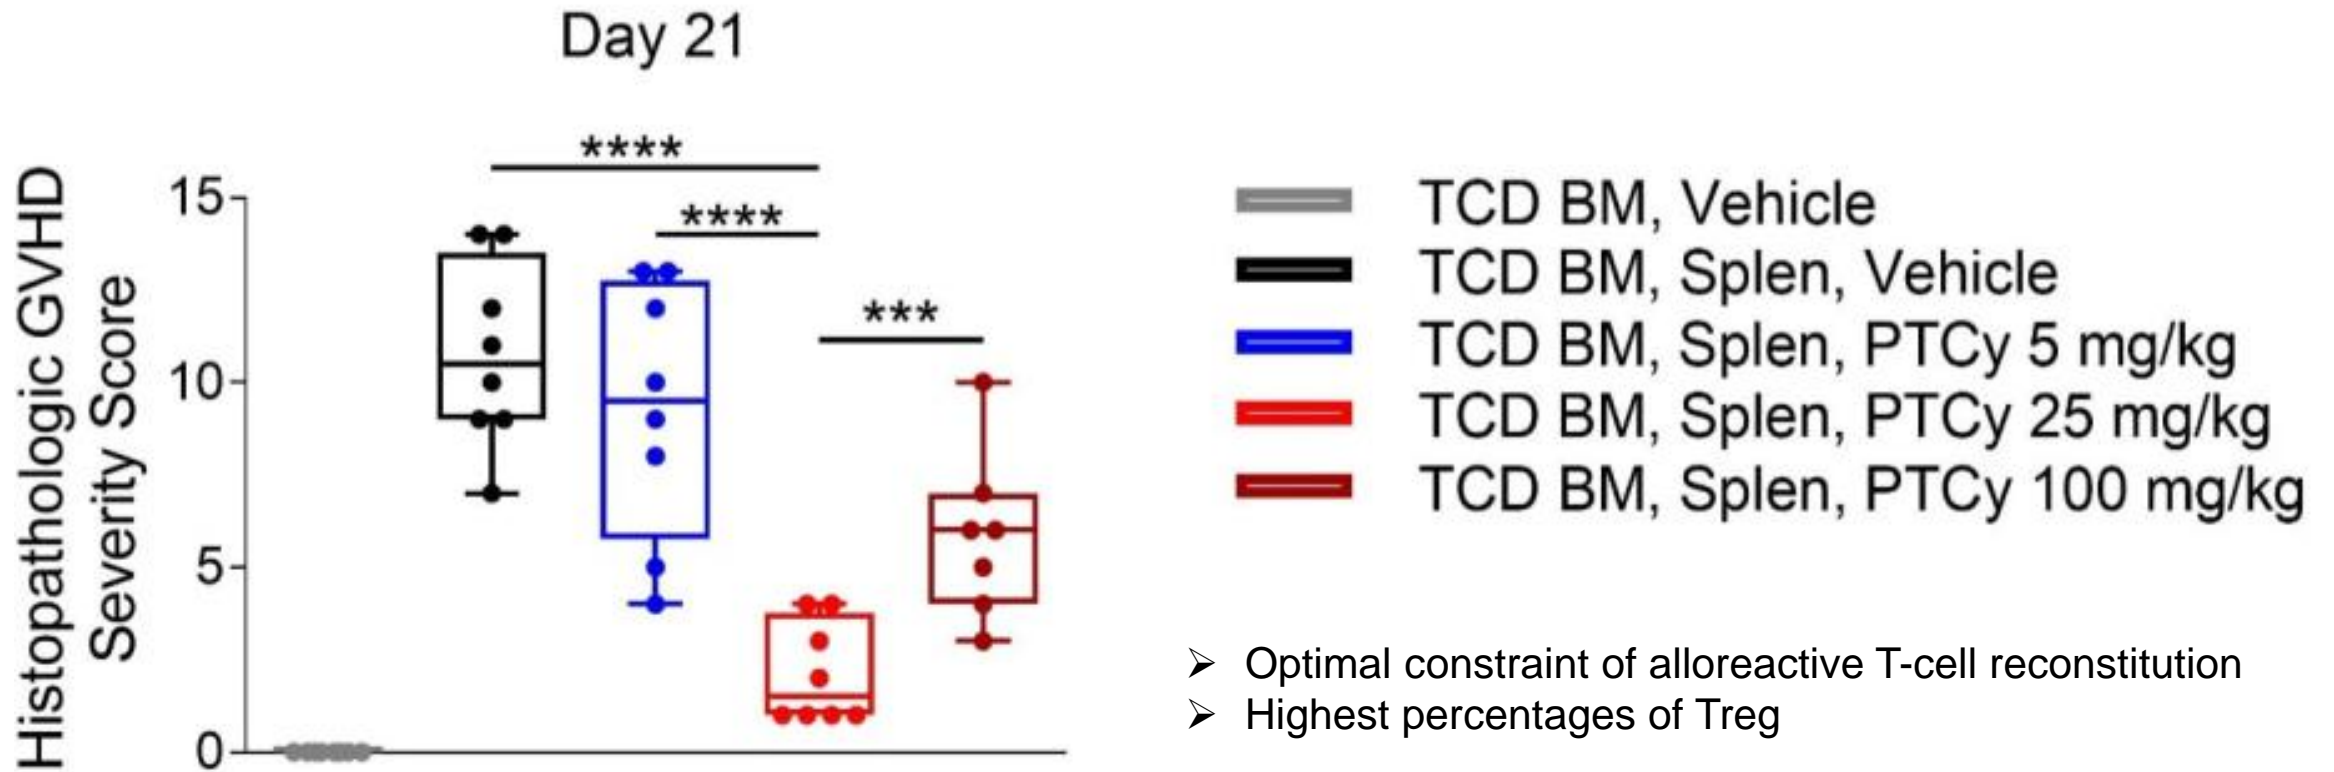 Day 21
Histopathologic GVHD
Severity Score
15
10
5
0
****
****
***
TCD BM, Vehicle
TCD BM, Splen, Vehicle
TCD BM, Splen, PTCy 5 mg/kg
TCD BM, Splen, PTCy 25 mg/kg
TCD BM, Splen, PTCy 100 mg/kg
➢ Optimal constraint of alloreactive T-cell reconstitution
➢ Highest percentages of Treg